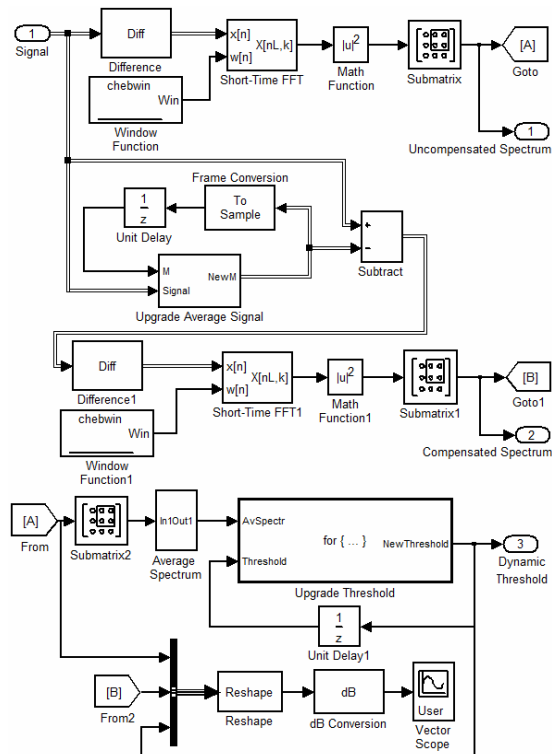 1
Signal
Diff
Difference
x[n]
w[n]
X[nL,k]
Short-Time FFT
|u|²
Math
Function
Submatrix
[A]
Goto
1
Uncompensated Spectrum
chebwin
Win
Window
Function
Frame Conversion
To
Sample
1
z
Unit Delay
M
Signal
NewM
Upgrade Average Signal
+
−
Subtract
Diff
Difference1
x[n]
w[n]
X[nL,k]
Short-Time FFT1
|u|²
Math
Function1
Submatrix1
[B]
Goto1
2
Compensated Spectrum
chebwin
Win
Window
Function1
[A]
From
Submatrix2
In1Out1
Average
Spectrum
AvSpectr
Threshold
for { ... }
NewThreshold
Upgrade Threshold
3
Dynamic
Threshold
1
z
Unit Delay1
[B]
From2
Reshape
Reshape
dB
dB Conversion
User
Vector
Scope